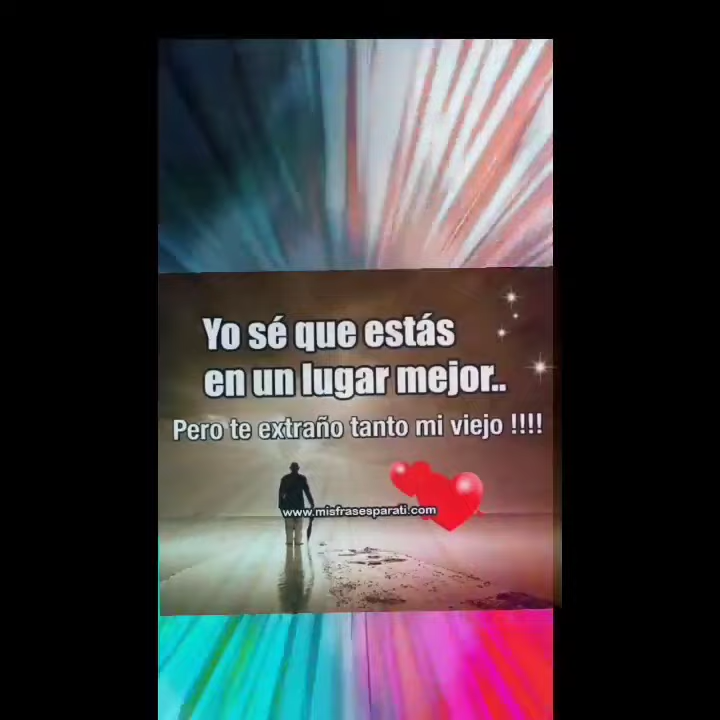 Yo sé que estás
en un lugar mejor..
Pero te extraño tanto mi viejo !!!!
www.misfrasesparati.com